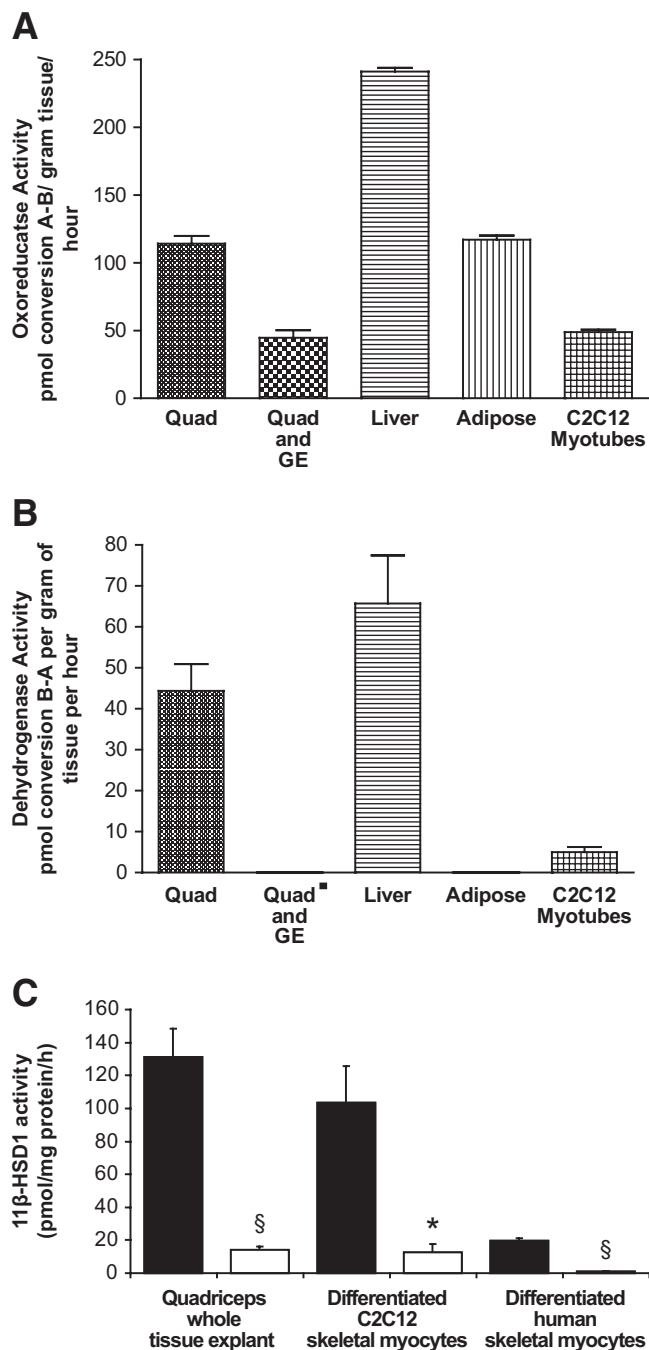 A
Oxoreducatse Activity
pmol conversion A-B/ gram tissue/
hour
250
200
150
100
50
0
Quad
Quad
and
GE
Liver
Adipose
C2C12
Myotubes
B
Dehydrogenase Activity
pmol conversion B-A per gram of
tissue per hour
80
70
60
50
40
30
20
10
0
Quad
Quad▪
and
GE
Liver
Adipose
C2C12
Myotubes
C
11β-HSD1 activity
(pmol/mg protein/h)
160
140
120
100
80
60
40
20
0
§
*
§
Quadriceps
whole
tissue explant
Differentiated
C2C12
skeletal myocytes
Differentiated
human
skeletal myocytes